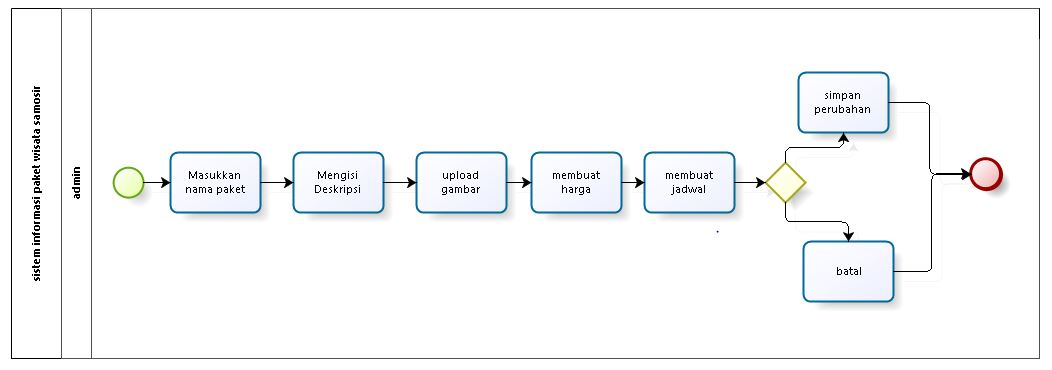 sistem informasi paket wisata samosir
admin
Masukkan
nama paket
Mengisi
Deskripsi
upload
gambar
membuat
harga
membuat
jadwal
simpan
perubahan
batal